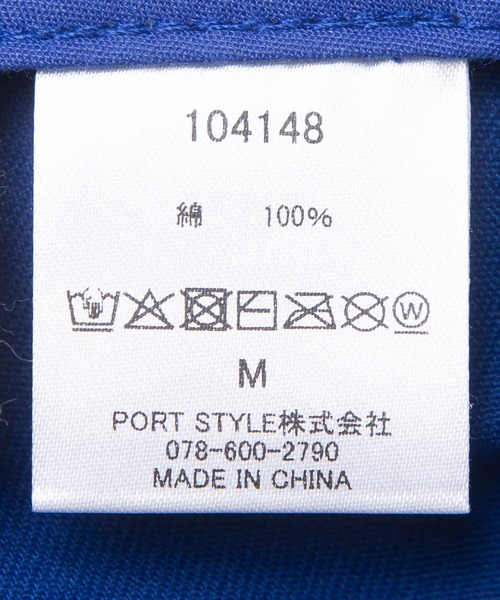 104148
綿 100%
W
M
PORT STYLE株式会社
078-600-2790
MADE IN CHINA